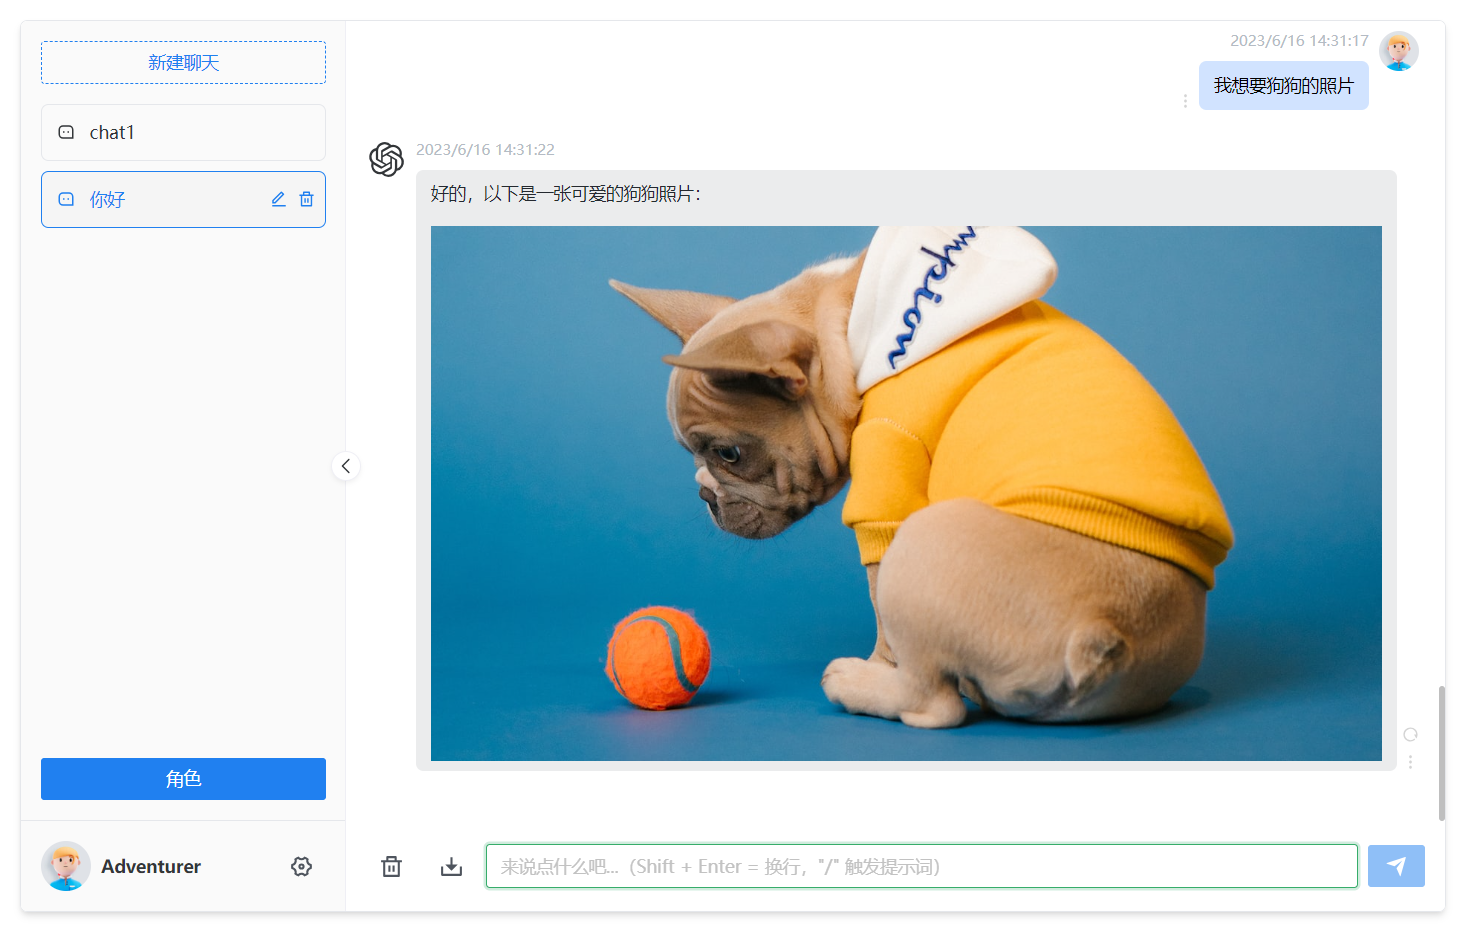 新建聊天
chat1
你好
角色
Adventurer
2023/6/16 14:31:17
我想要狗狗的照片
2023/6/16 14:31:22
好的，以下是一张可爱的狗狗照片：
mpion
来说点什么吧...（Shift + Enter = 换行，"/" 触发提示词）